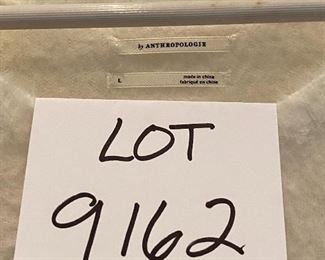 by ANTHROPOLOGIE
L made in china
fabriqué en chine
LOT
9162